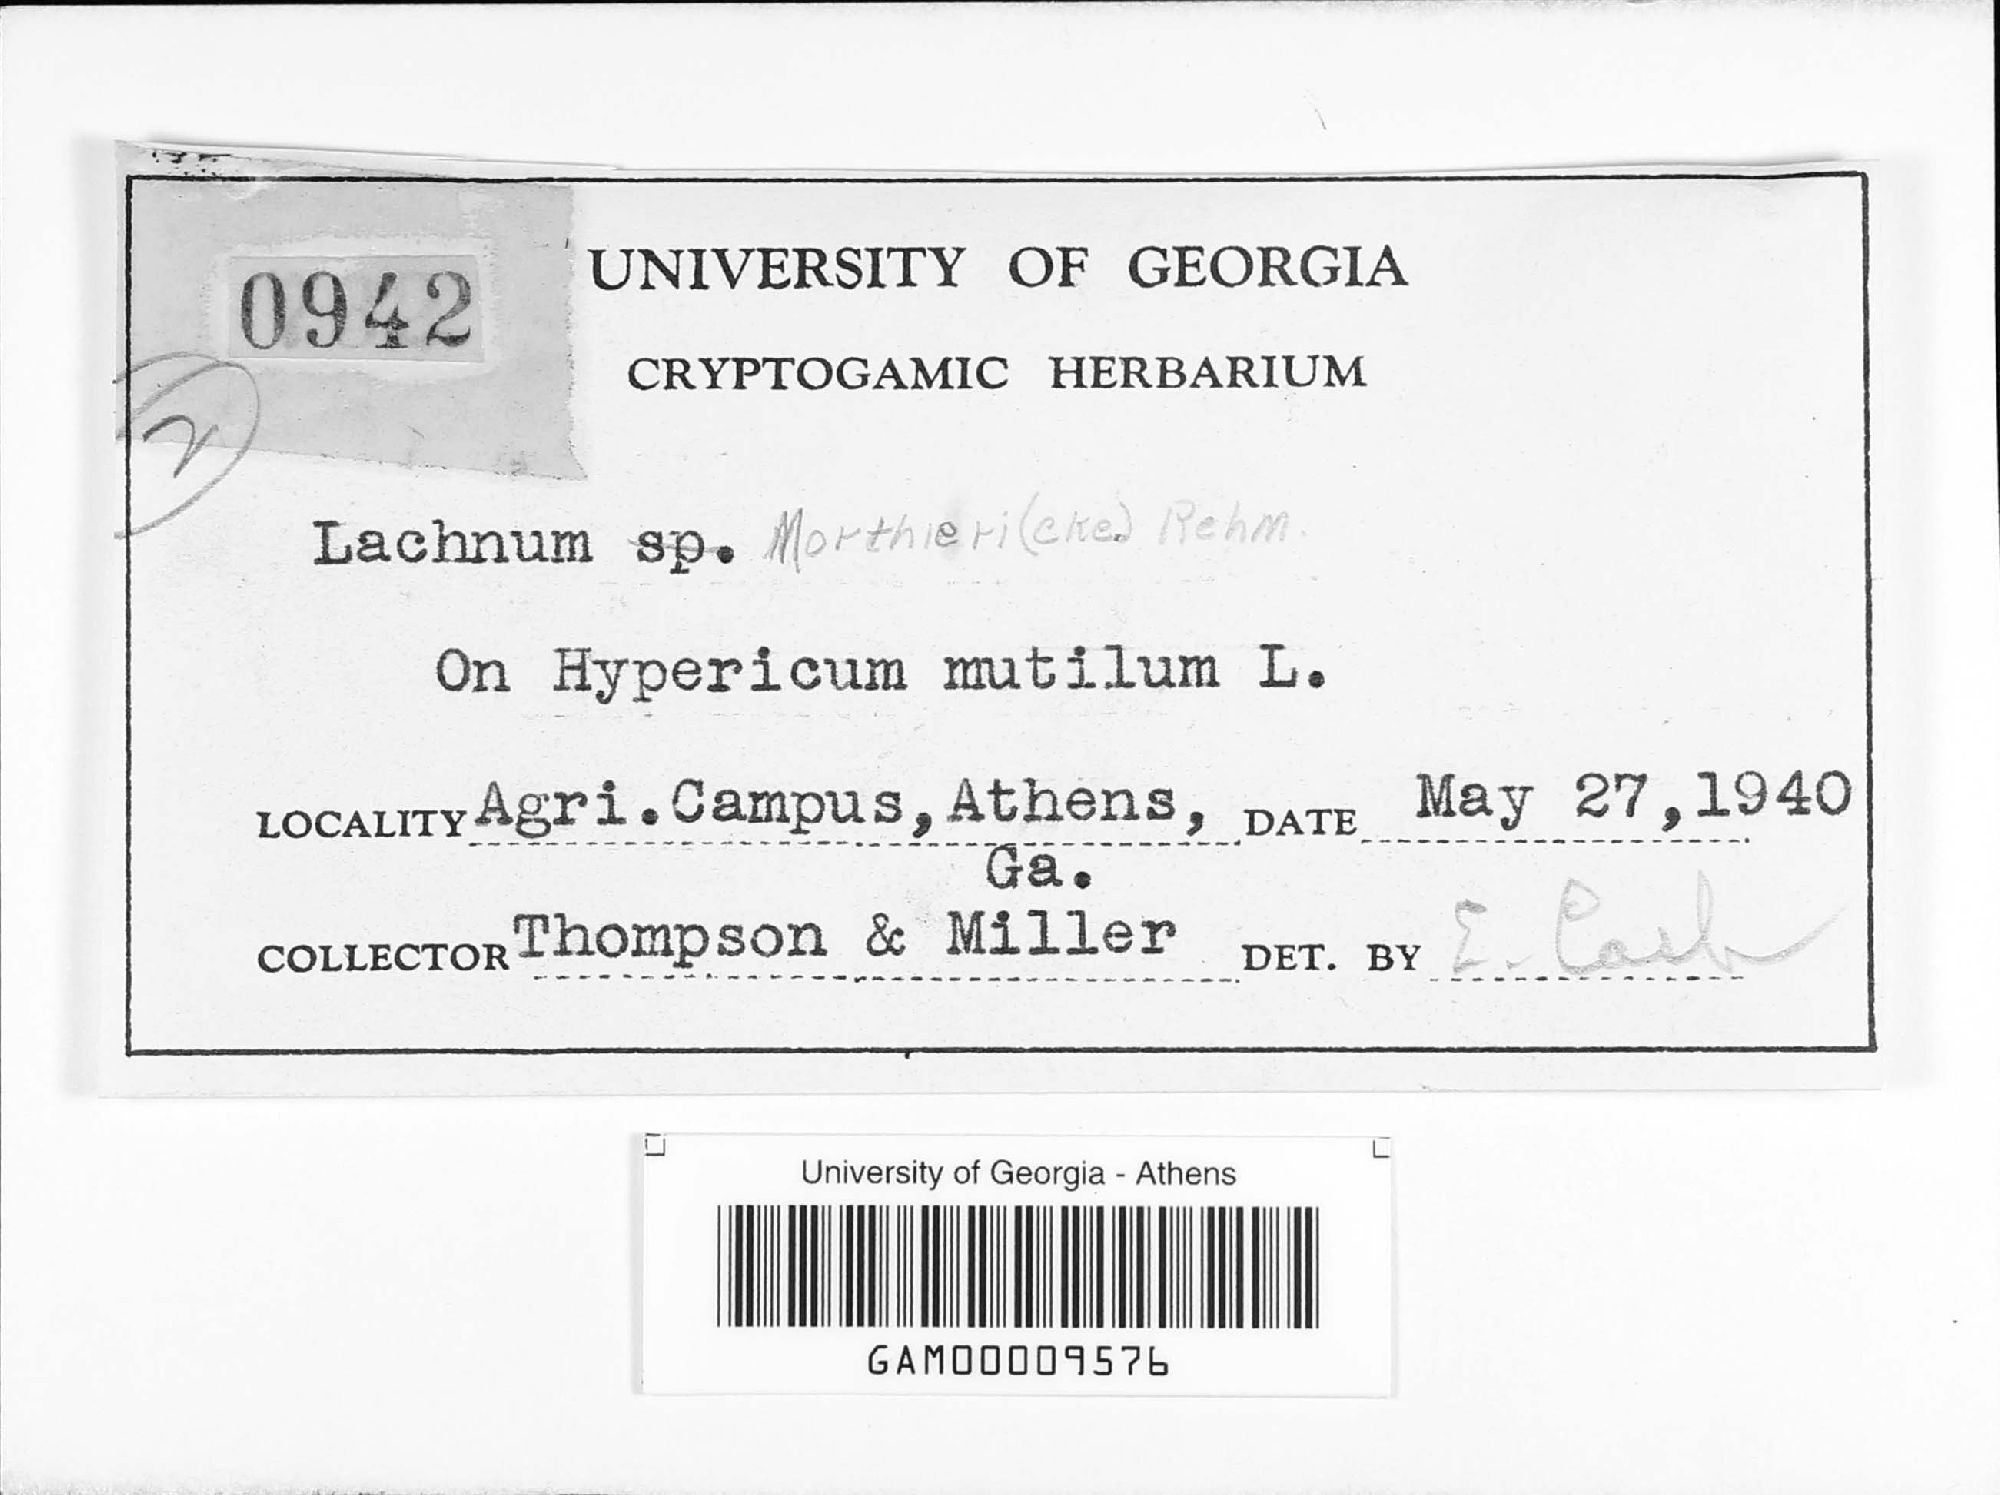 0942
UNIVERSITY OF GEORGIA
CRYPTOGAMIC HERBARIUM
Lachnum sp. Morthieri (cke.) Rehm.
On Hypericum mutilum L.
LOCALITY Agri. Campus, Athens, DATE May 27, 1940
Ga.
COLLECTOR Thompson & Miller DET. BY E. Cash
University of Georgia - Athens
GAM00009576